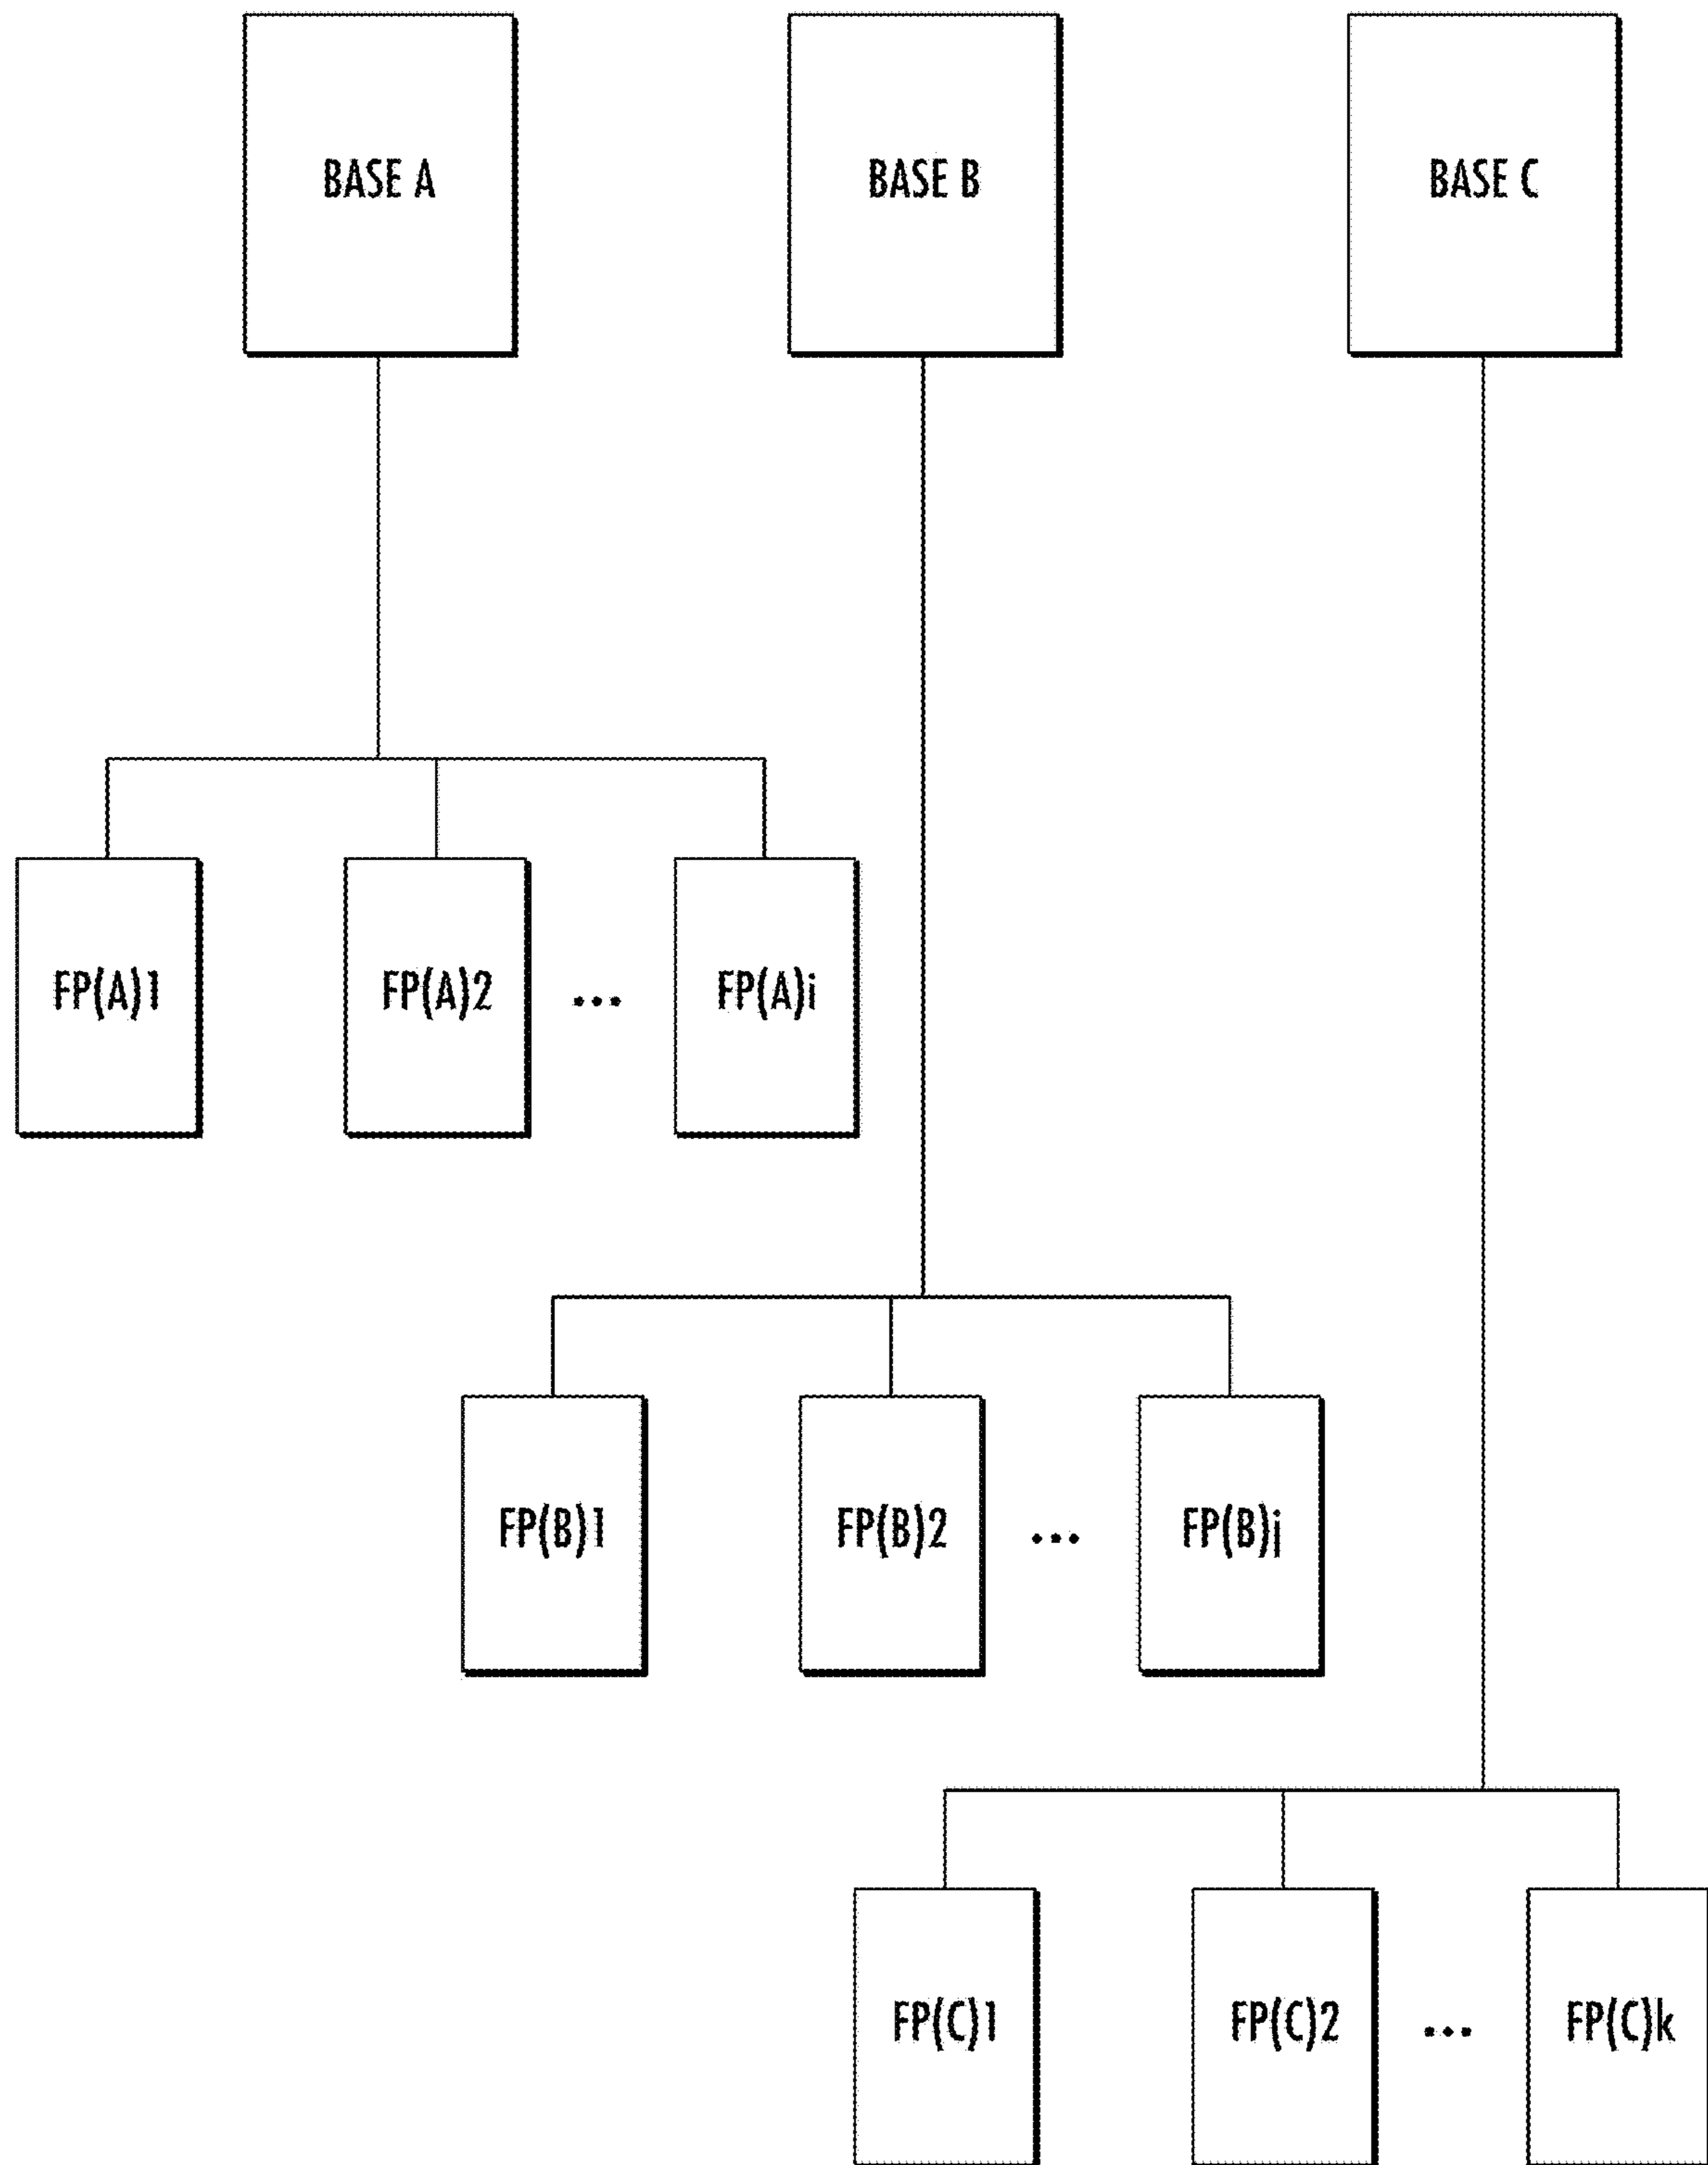 BASE A BASE B BASE C
FP(A)1 FP(A)2 ... FP(A)i
FP(B)1 FP(B)2 ... FP(B)j
FP(C)1 FP(C)2 ... FP(C)k